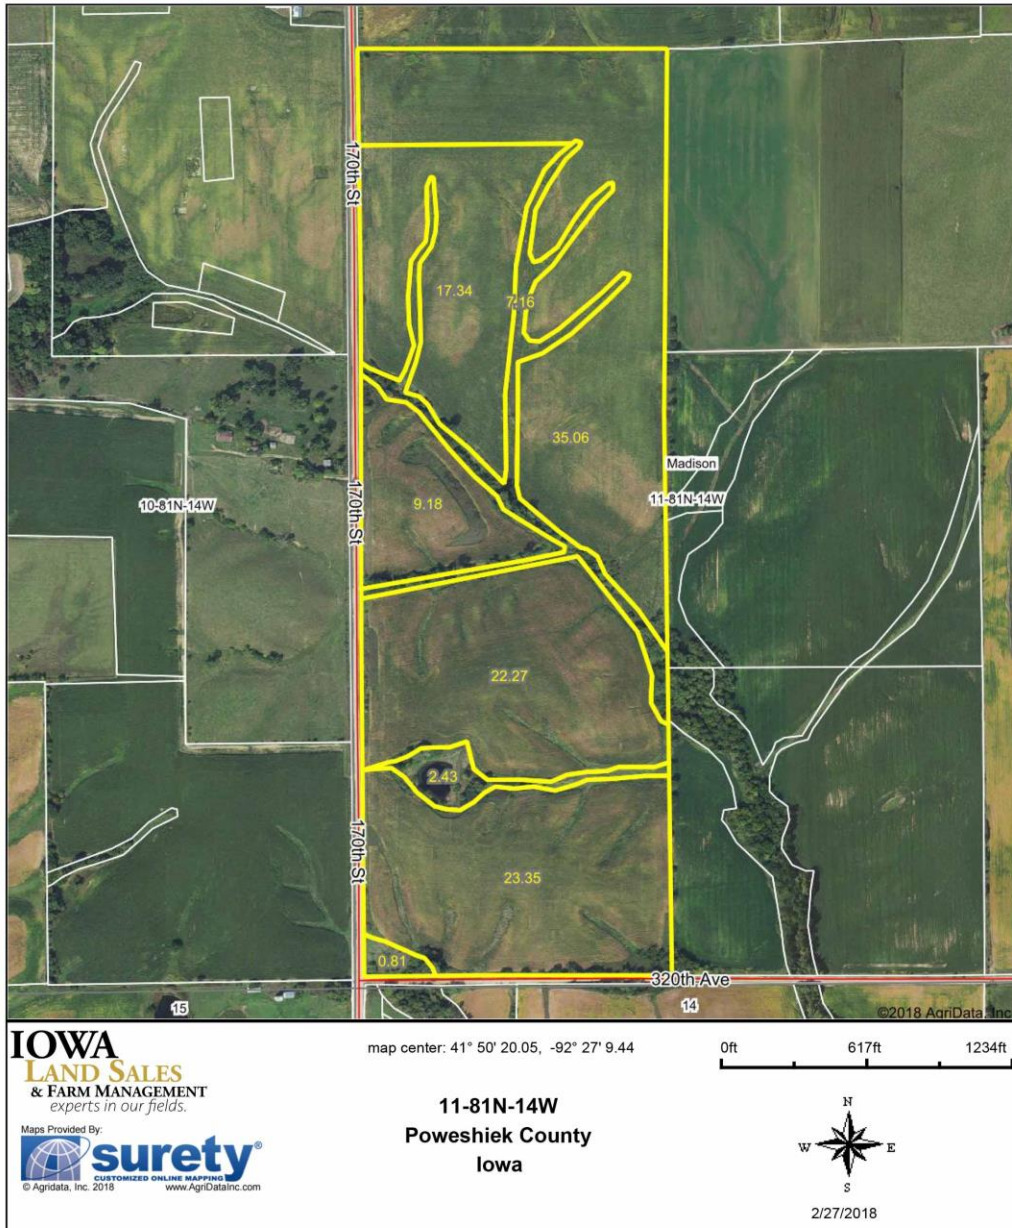 170th St
17.34
7.16
35.06
Madison
10-81N-14W
170th St
9.18
11-81N-14W
22.27
2.43
170th St
23.35
0.81
320th Ave
15
14
©2018 AgriData, Inc
IOWA
LAND SALES
& FARM MANAGEMENT
experts in our fields.
Maps Provided By:
surety®
CUSTOMIZED ONLINE MAPPING
© Agridata, Inc. 2018 www.AgriDataInc.com
map center: 41° 50' 20.05, -92° 27' 9.44
11-81N-14W
Poweshiek County
Iowa
0ft 617ft 1234ft
N
W E
S
2/27/2018